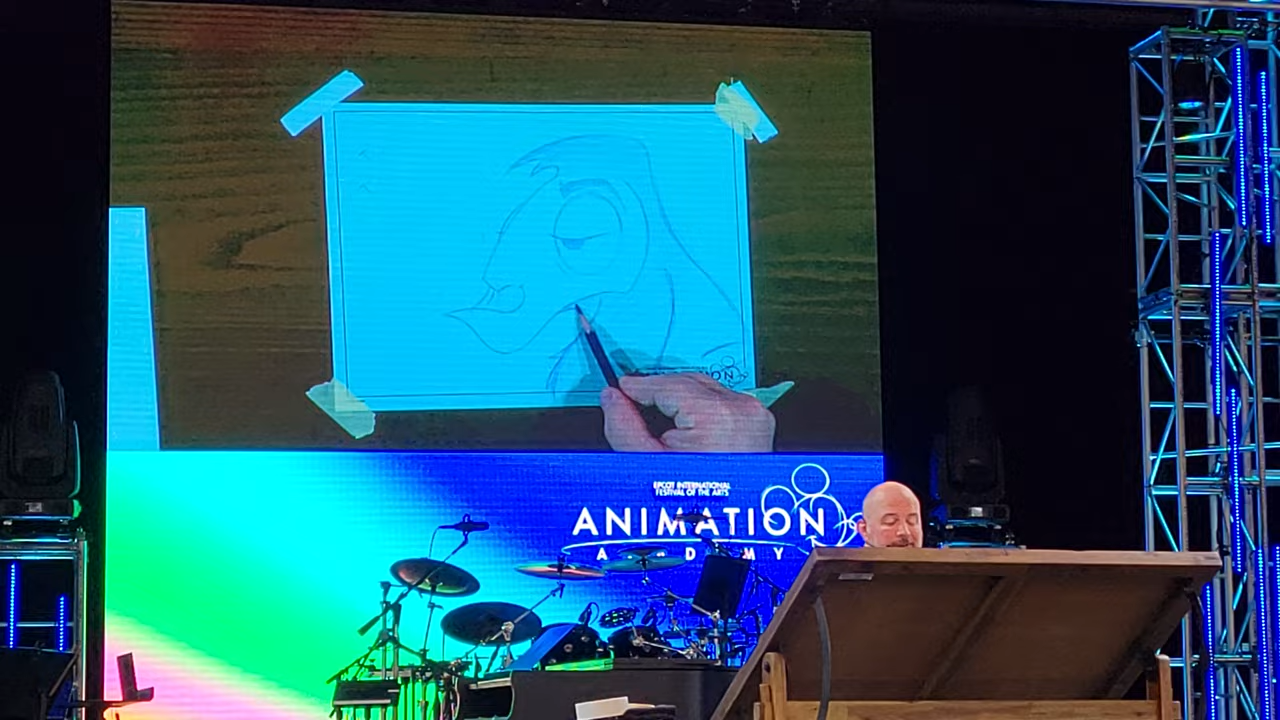 EPCOT INTERNATIONAL
FESTIVAL OF THE ARTS
ANIMATION
ACADEMY